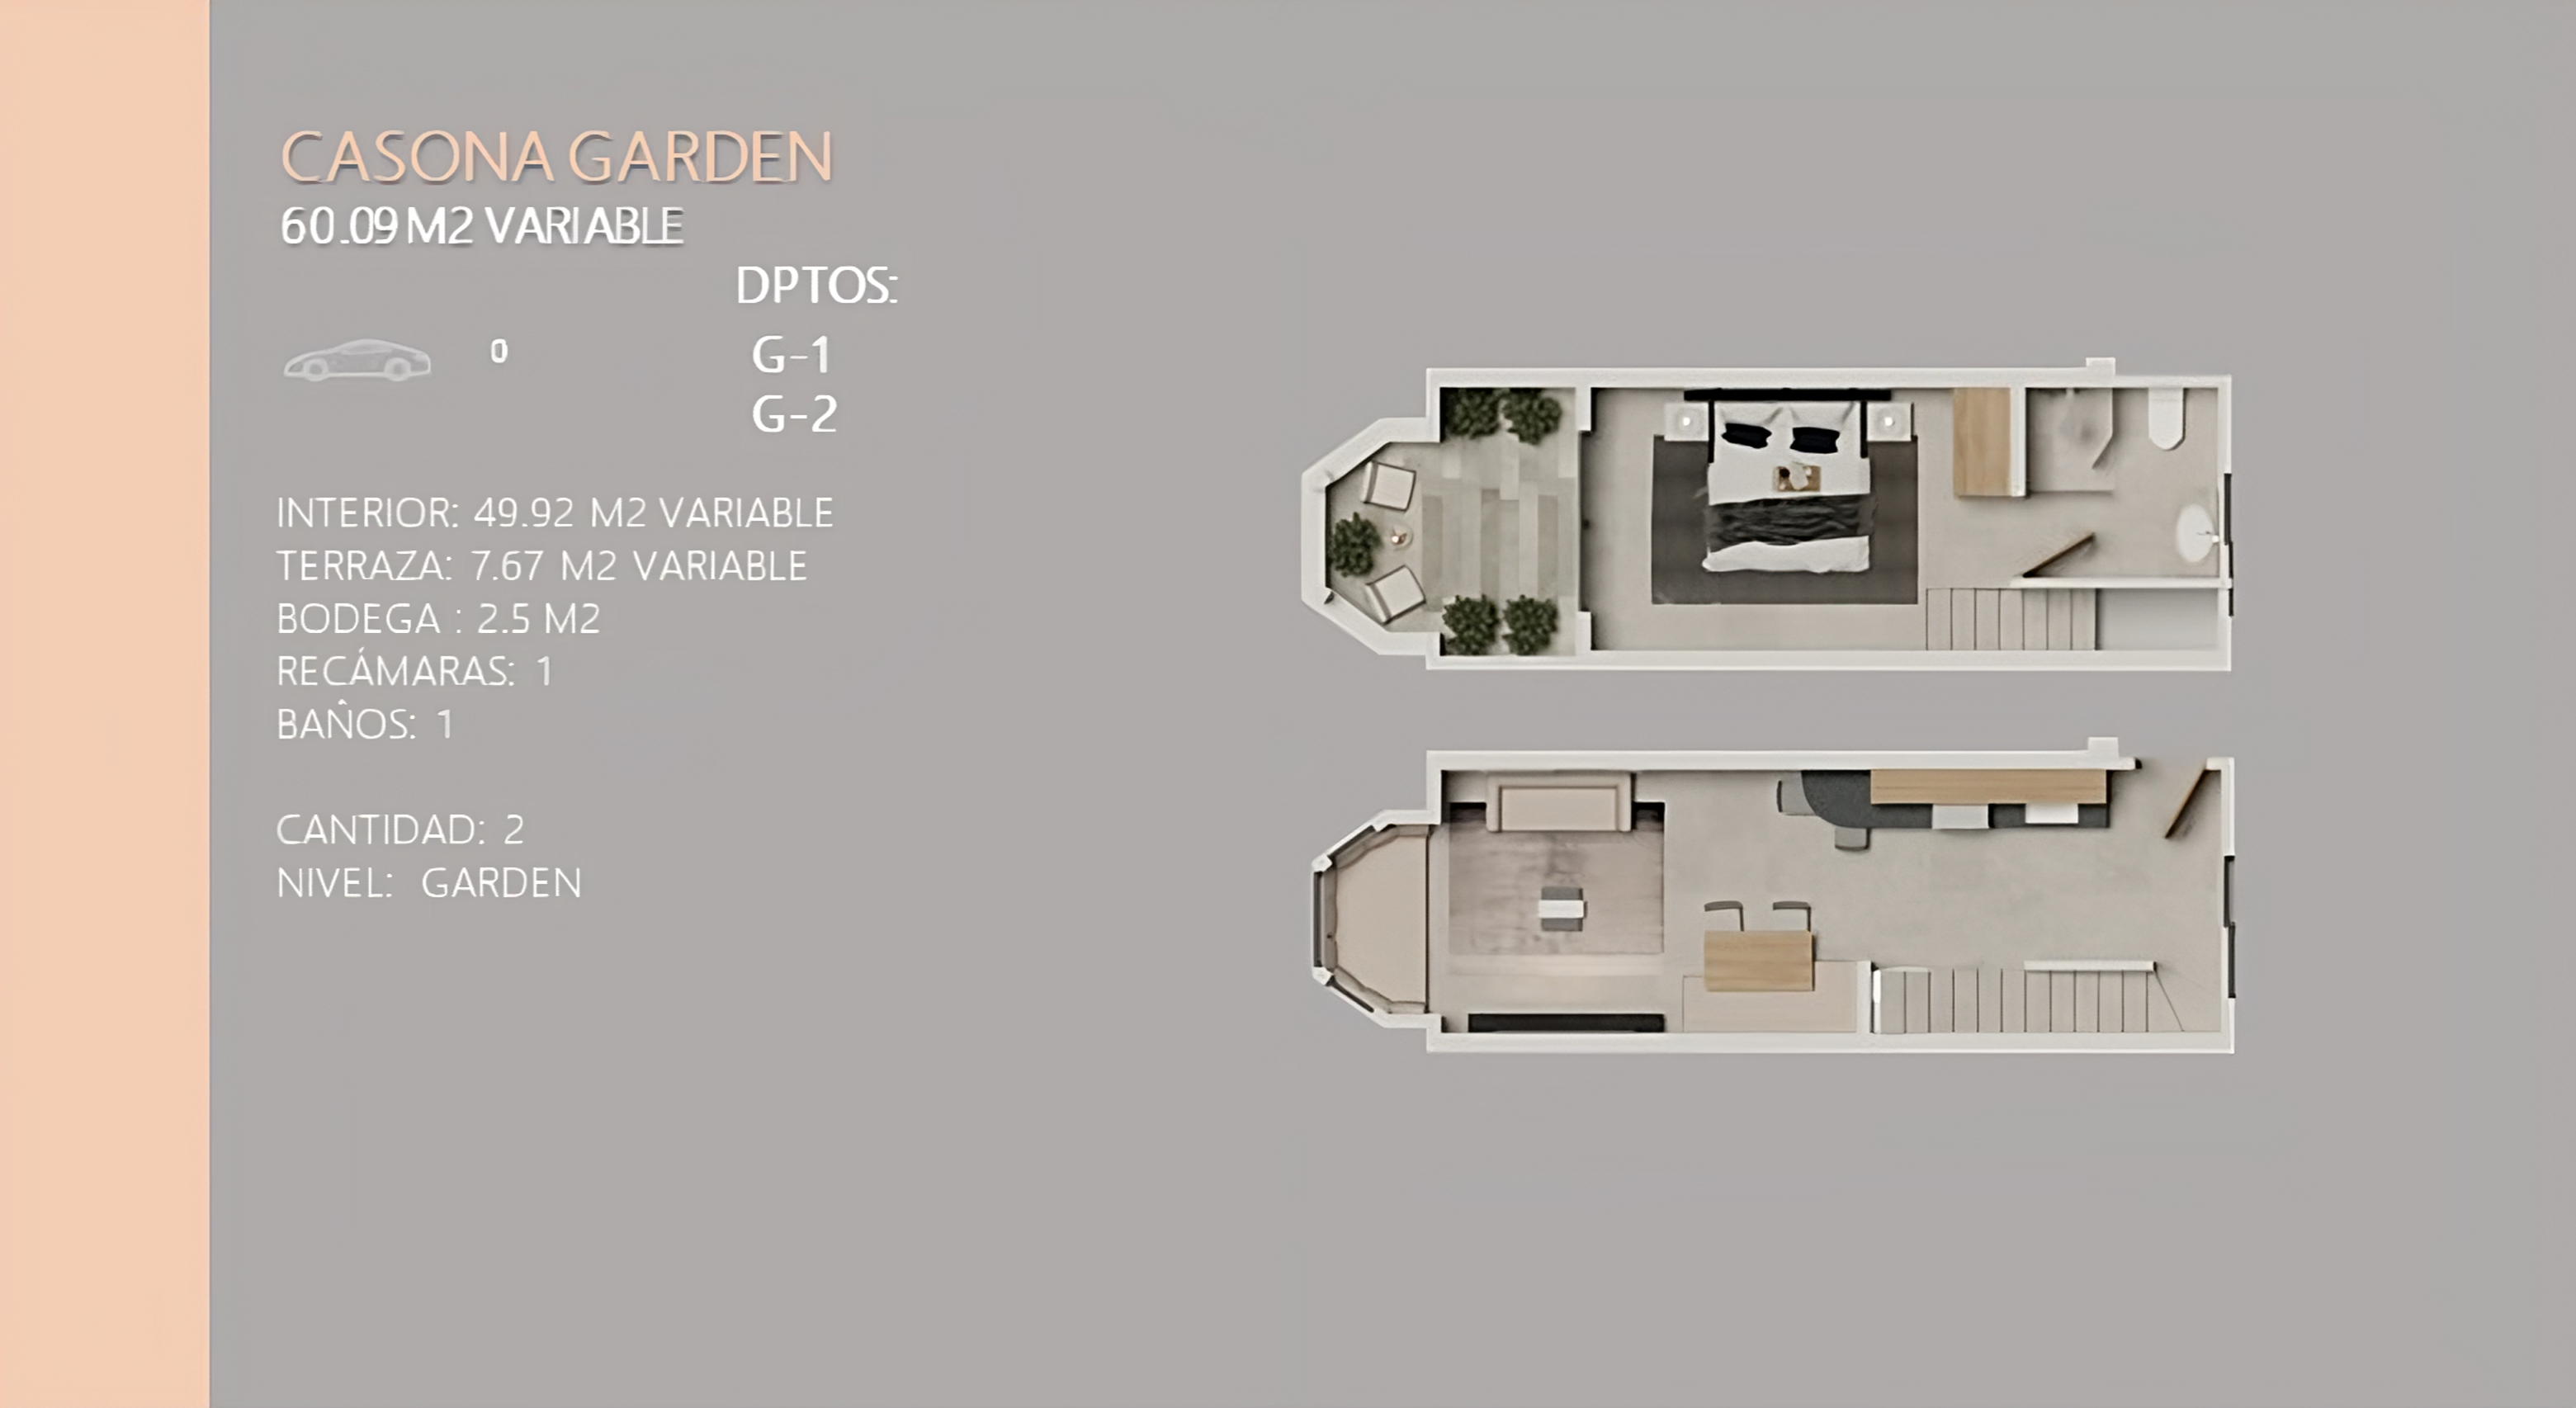 CASONA GARDEN
60.09 M2 VARIABLE
DPTOS:
0
G-1
G-2
INTERIOR: 49.92 M2 VARIABLE
TERRAZA: 7.67 M2 VARIABLE
BODEGA : 2.5 M2
RECÁMARAS: 1
BAÑOS: 1
CANTIDAD: 2
NIVEL: GARDEN